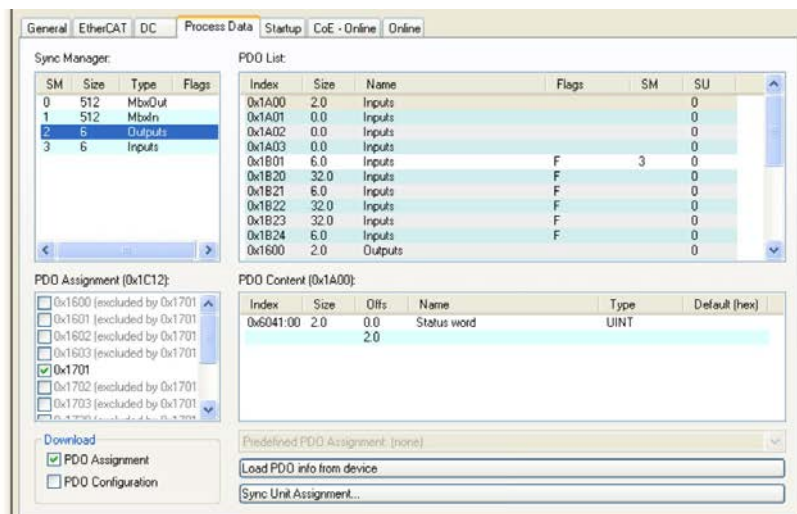 General EtherCAT DC Process Data Startup CoE - Online Online
Sync Manager:
SM Size Type Flags
0 512 MbxOut
1 512 MbxIn
2 6 Outputs
3 6 Inputs
PDO List:
Index Size Name Flags SM SU
0x1A00 2.0 Inputs 0
0x1A01 0.0 Inputs 0
0x1A02 0.0 Inputs 0
0x1A03 0.0 Inputs 0
0x1B01 6.0 Inputs F 3 0
0x1B20 32.0 Inputs F 0
0x1B21 6.0 Inputs F 0
0x1B22 32.0 Inputs F 0
0x1B23 32.0 Inputs F 0
0x1B24 6.0 Inputs F 0
0x1600 2.0 Outputs 0
PDO Assignment (0x1C12):
0x1600 (excluded by 0x1701
0x1601 (excluded by 0x1701
0x1602 (excluded by 0x1701
0x1603 (excluded by 0x1701
0x1701
0x1702 (excluded by 0x1701
0x1703 (excluded by 0x1701
PDO Content (0x1A00):
Index Size Offs Name Type Default (hex)
0x6041:00 2.0 0.0 Status word UINT
2.0
Download
PDO Assignment
PDO Configuration
Predefined PDO Assignment: (none)
Load PDO info from device
Sync Unit Assignment...